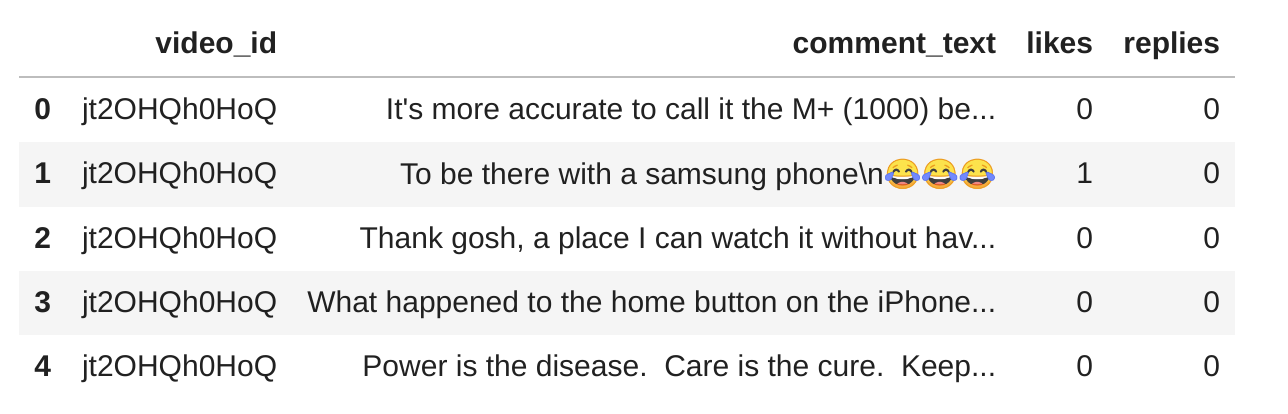 video_id comment_text likes replies
0 jt2OHQh0HoQ It's more accurate to call it the M+ (1000) be... 0 0
1 jt2OHQh0HoQ To be there with a samsung phone\n😂😂😂 1 0
2 jt2OHQh0HoQ Thank gosh, a place I can watch it without hav... 0 0
3 jt2OHQh0HoQ What happened to the home button on the iPhone... 0 0
4 jt2OHQh0HoQ Power is the disease.  Care is the cure.  Keep... 0 0